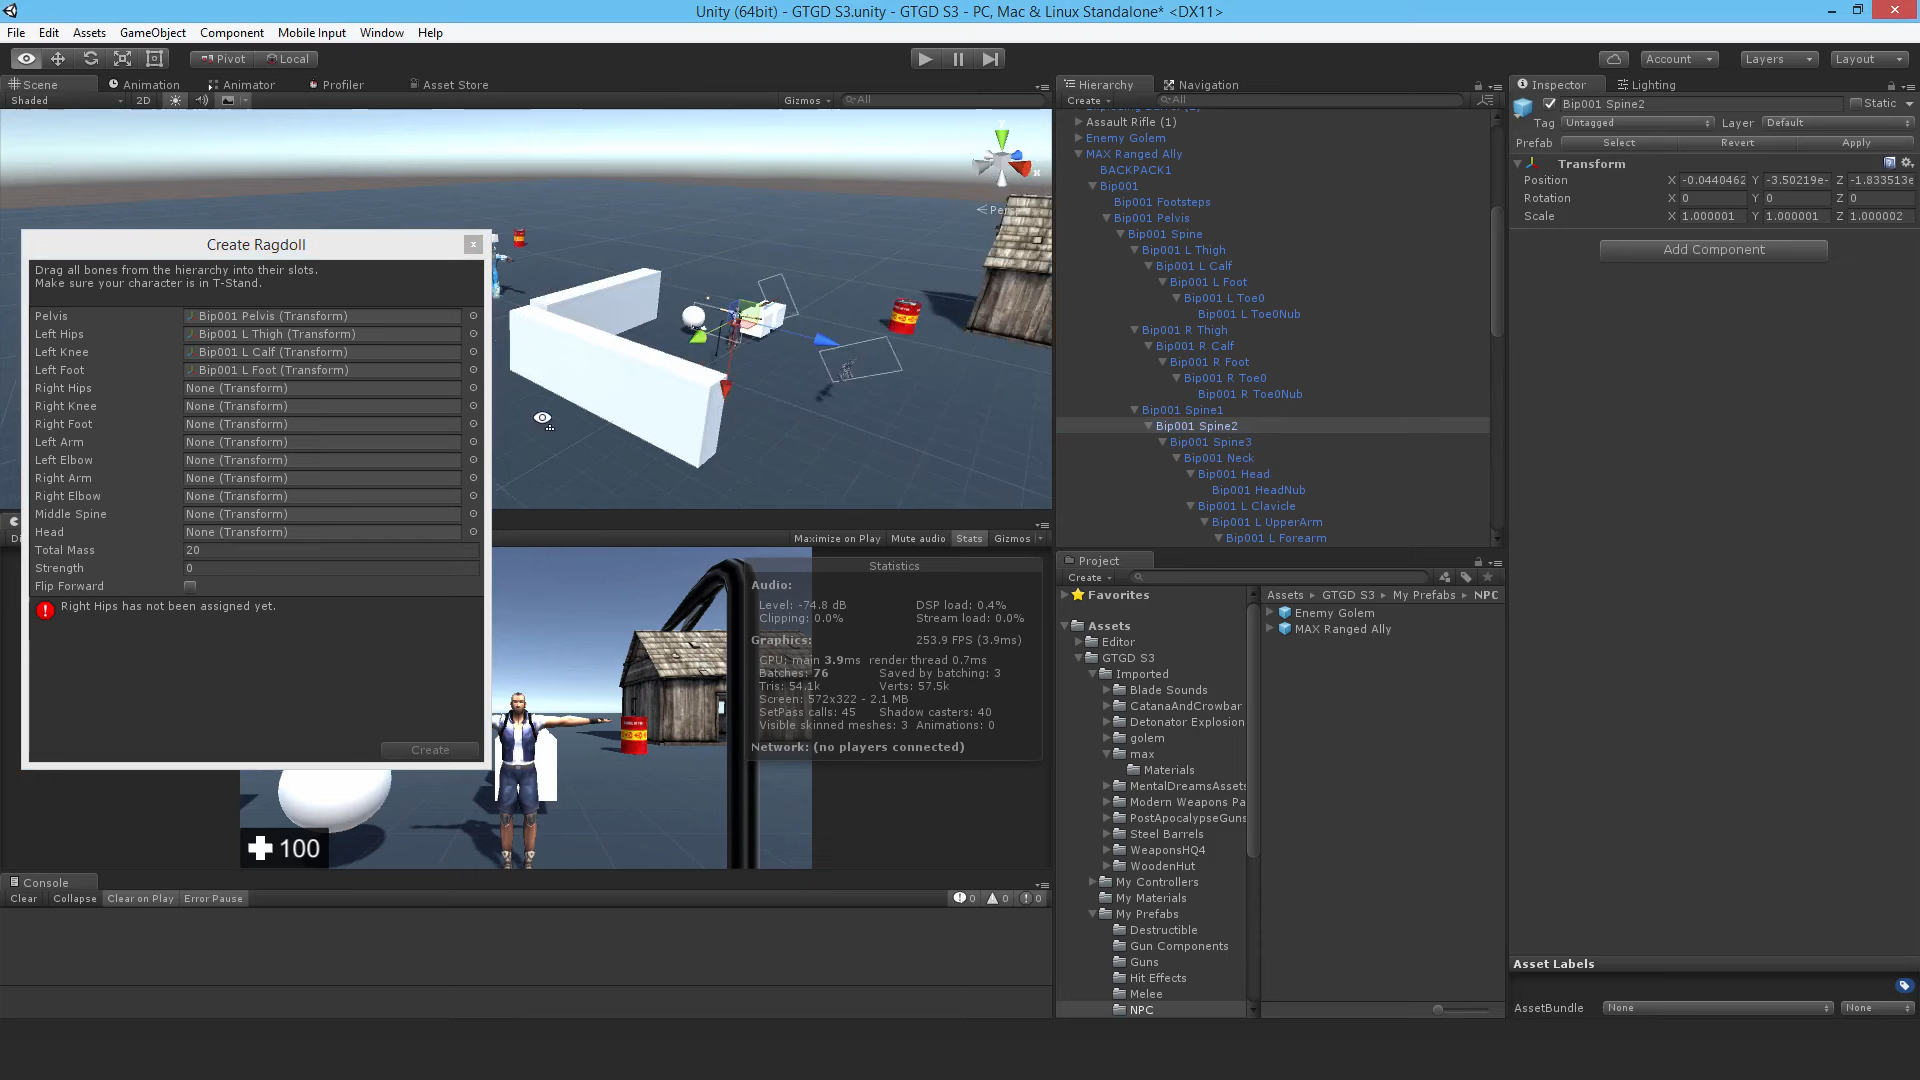 Unity (64bit) - GTGD S3.unity - GTGD S3 - PC, Mac & Linux Standalone* <DX11>
File Edit Assets GameObject Component Mobile Input Window Help
Pivot Local Account Layers Layout
Scene Animation Animator Profiler Asset Store
Shaded 2D Gizmos All
Persp
Create Ragdoll
Drag all bones from the hierarchy into their slots.
Make sure your character is in T-Stand.
Pelvis Bip001 Pelvis (Transform)
Left Hips Bip001 L Thigh (Transform)
Left Knee Bip001 L Calf (Transform)
Left Foot Bip001 L Foot (Transform)
Right Hips None (Transform)
Right Knee None (Transform)
Right Foot None (Transform)
Left Arm None (Transform)
Left Elbow None (Transform)
Right Arm None (Transform)
Right Elbow None (Transform)
Middle Spine None (Transform)
Head None (Transform)
Total Mass 20
Strength 0
Flip Forward
Right Hips has not been assigned yet.
Create
Maximize on Play Mute audio Stats Gizmos
Statistics
Audio:
Level: -74.8 dB DSP load: 0.4%
Clipping: 0.0% Stream load: 0.0%
Graphics: 253.9 FPS (3.9ms)
CPU: main 3.9ms render thread 0.7ms
Batches: 76 Saved by batching: 3
Tris: 54.1k Verts: 57.5k
Screen: 572x322 - 2.1 MB
SetPass calls: 45 Shadow casters: 40
Visible skinned meshes: 3 Animations: 0
Network: (no players connected)
100
Console
Clear Collapse Clear on Play Error Pause 0 0 0
Hierarchy Navigation
Create All
Assault Rifle (1)
Enemy Golem
MAX Ranged Ally
BACKPACK1
Bip001
Bip001 Footsteps
Bip001 Pelvis
Bip001 Spine
Bip001 L Thigh
Bip001 L Calf
Bip001 L Foot
Bip001 L Toe0
Bip001 L Toe0Nub
Bip001 R Thigh
Bip001 R Calf
Bip001 R Foot
Bip001 R Toe0
Bip001 R Toe0Nub
Bip001 Spine1
Bip001 Spine2
Bip001 Spine3
Bip001 Neck
Bip001 Head
Bip001 HeadNub
Bip001 L Clavicle
Bip001 L UpperArm
Bip001 L Forearm
Project
Create
Favorites
Assets
Editor
GTGD S3
Imported
Blade Sounds
CatanaAndCrowbar
Detonator Explosion
golem
max
Materials
MentalDreamsAssets
Modern Weapons Pa
PostApocalypseGuns
Steel Barrels
WeaponsHQ4
WoodenHut
My Controllers
My Materials
My Prefabs
Destructible
Gun Components
Guns
Hit Effects
Melee
NPC
Assets GTGD S3 My Prefabs NPC
Enemy Golem
MAX Ranged Ally
Inspector Lighting
Bip001 Spine2 Static
Tag Untagged Layer Default
Prefab Select Revert Apply
Transform
Position X -0.0440462 Y -3.50219e- Z -1.833513e
Rotation X 0 Y 0 Z 0
Scale X 1.000001 Y 1.000001 Z 1.000002
Add Component
Asset Labels
AssetBundle None None